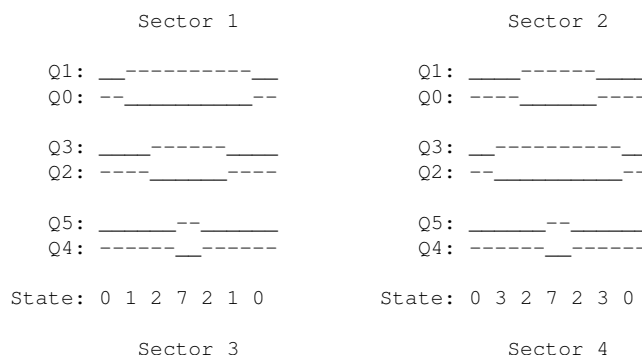 Sector 1 Sector 2
Q1: __----------__ Q1: ____------____
Q0: --__________-- Q0: ----______----
Q3: ____------____ Q3: __----------__
Q2: ----______---- Q2: --__________--
Q5: ______--______ Q5: ______--______
Q4: ------__------ Q4: ------__------
State: 0 1 2 7 2 1 0 State: 0 3 2 7 2 3 0
Sector 3 Sector 4